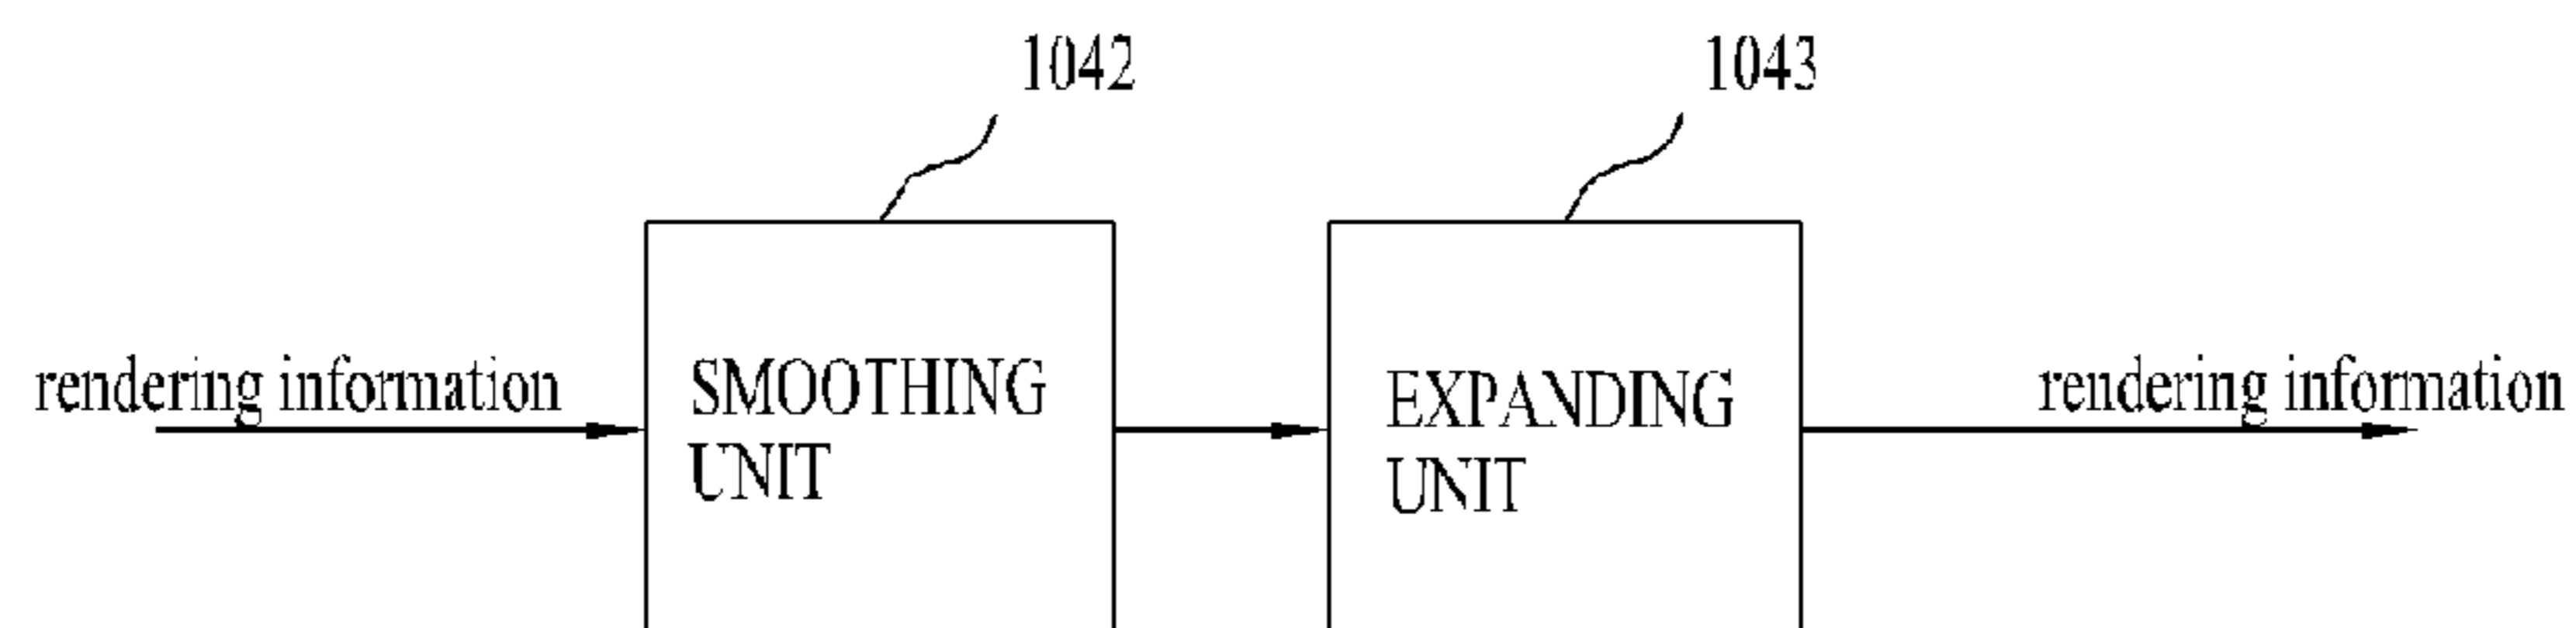 1042
1043
rendering information
SMOOTHING
UNIT
EXPANDING
UNIT
rendering information